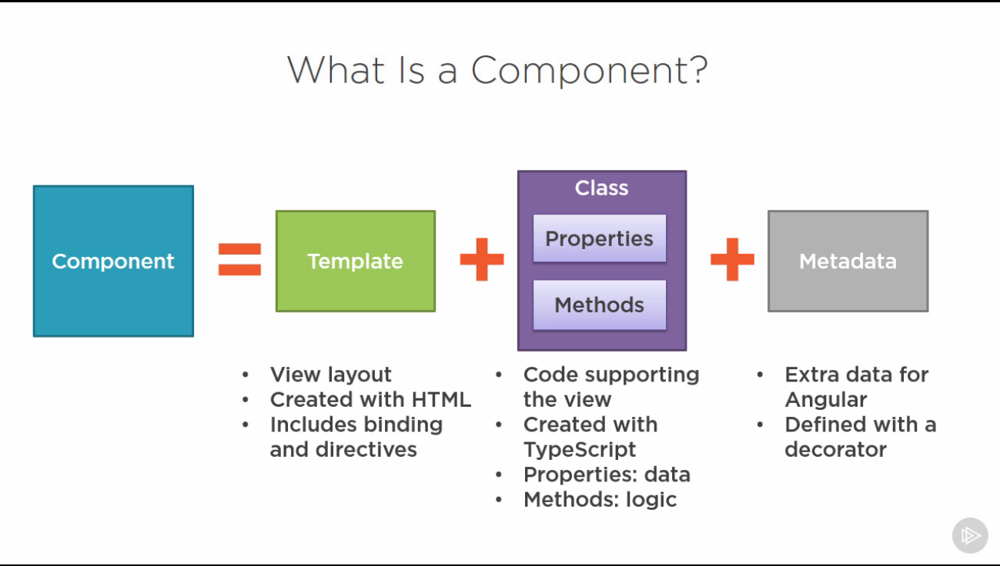 What Is a Component?
Component
Template
Class
Properties
Methods
Metadata
• View layout
• Created with HTML
• Includes binding
and directives
• Code supporting
the view
• Created with
TypeScript
• Properties: data
• Methods: logic
• Extra data for
Angular
• Defined with a
decorator